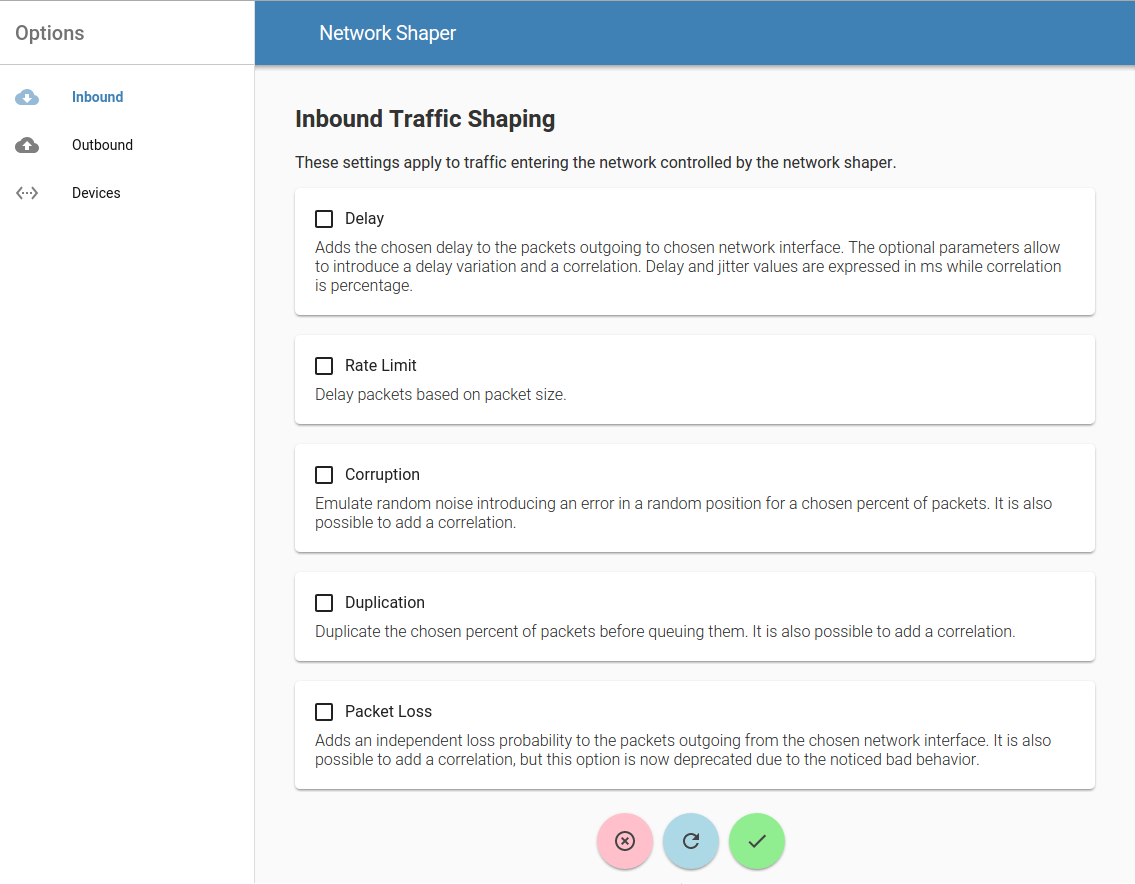 Options
Network Shaper
Inbound
Outbound
Devices
Inbound Traffic Shaping
These settings apply to traffic entering the network controlled by the network shaper.
Delay
Adds the chosen delay to the packets outgoing to chosen network interface. The optional parameters allow
to introduce a delay variation and a correlation. Delay and jitter values are expressed in ms while correlation
is percentage.
Rate Limit
Delay packets based on packet size.
Corruption
Emulate random noise introducing an error in a random position for a chosen percent of packets. It is also
possible to add a correlation.
Duplication
Duplicate the chosen percent of packets before queuing them. It is also possible to add a correlation.
Packet Loss
Adds an independent loss probability to the packets outgoing from the chosen network interface. It is also
possible to add a correlation, but this option is now deprecated due to the noticed bad behavior.